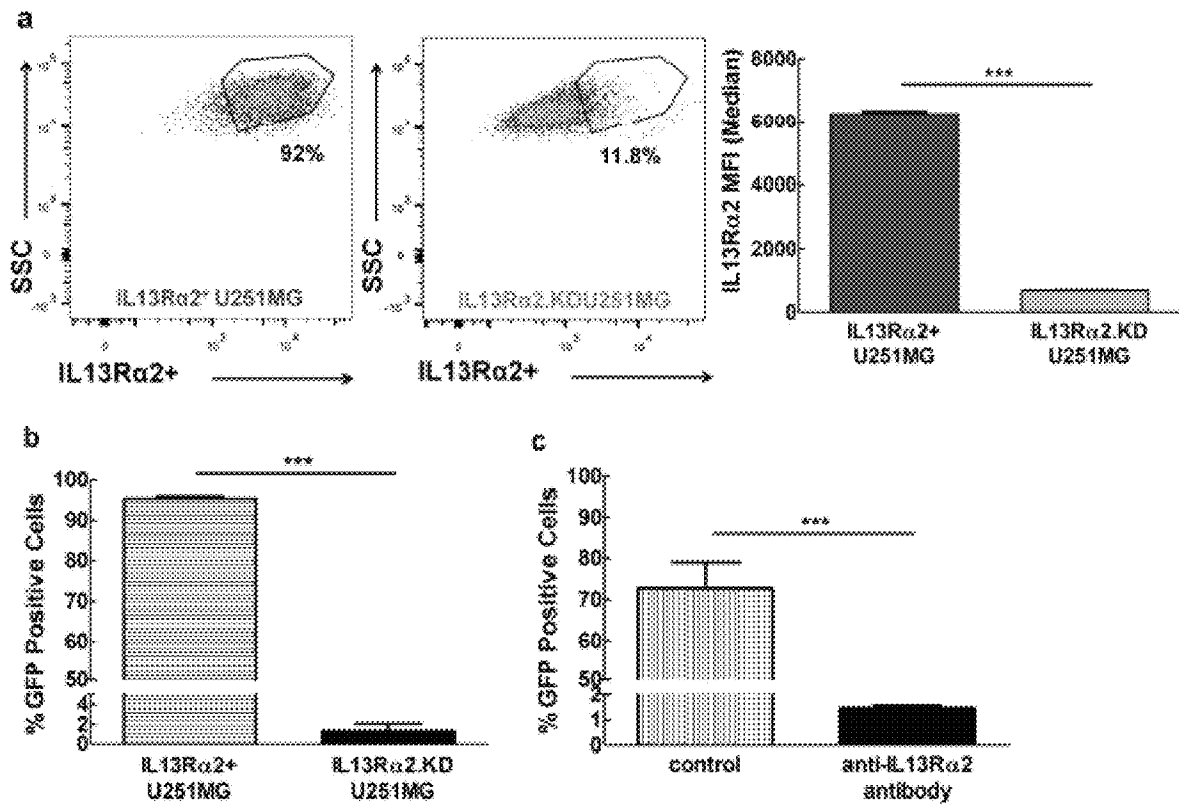 a
SSC
92%
IL13Rα2+ U251MG
IL13Rα2+
SSC
11.8%
IL13Rα2.KDU251MG
IL13Rα2+
IL13Rα2 MFI (Median)
8000
6000
4000
2000
0
***
IL13Rα2+
U251MG
IL13Rα2.KD
U251MG
b
% GFP Positive Cells
100
90
80
70
60
50
4
2
0
***
IL13Rα2+
U251MG
IL13Rα2.KD
U251MG
c
% GFP Positive Cells
100
90
80
70
60
50
2
1
0
***
control
anti-IL13Rα2
antibody